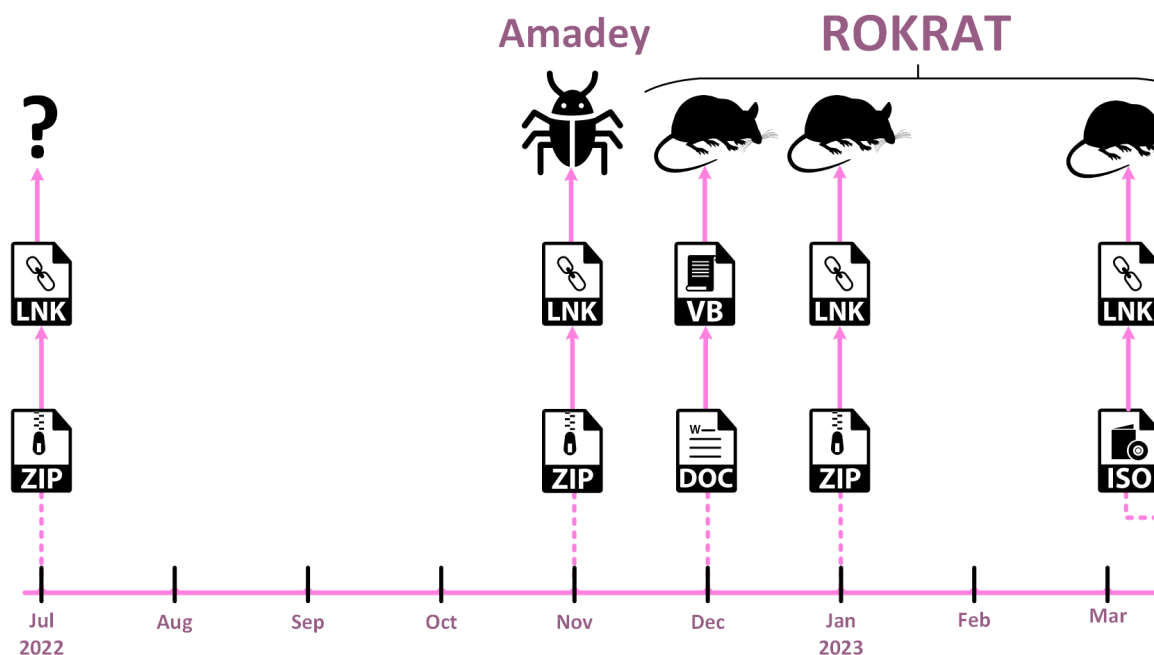 Amadey
ROKRAT
?
LNK
LNK
VB
LNK
LNK
ZIP
ZIP
W
DOC
ZIP
ISO
Jul
2022
Aug
Sep
Oct
Nov
Dec
Jan
2023
Feb
Mar